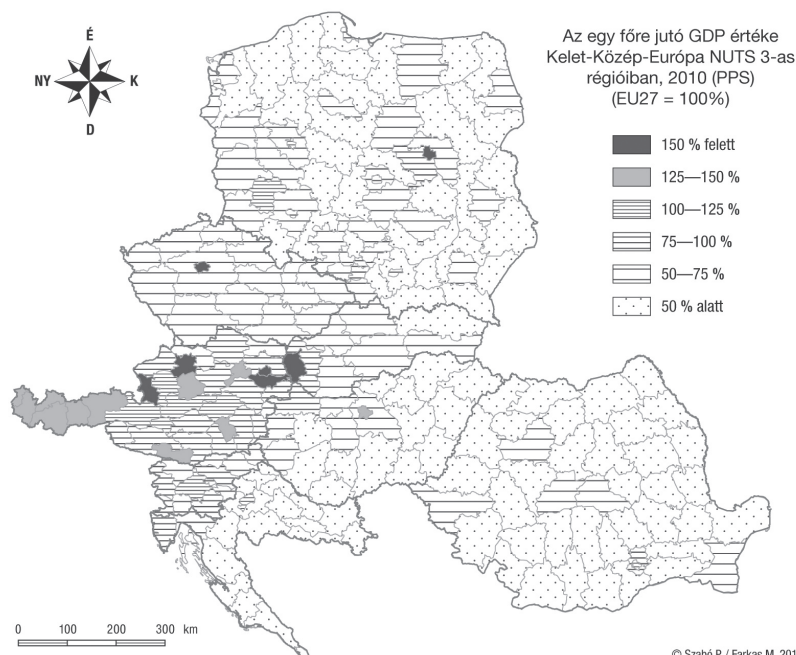 Az egy főre jutó GDP értéke
Kelet-Közép-Európa NUTS 3-as
régióiban, 2010 (PPS)
(EU27 = 100%)
É
NY K
D
150 % felett
125—150 %
100—125 %
75—100 %
50—75 %
50 % alatt
0 100 200 300 km
© Szabó P. / Farkas M. 201